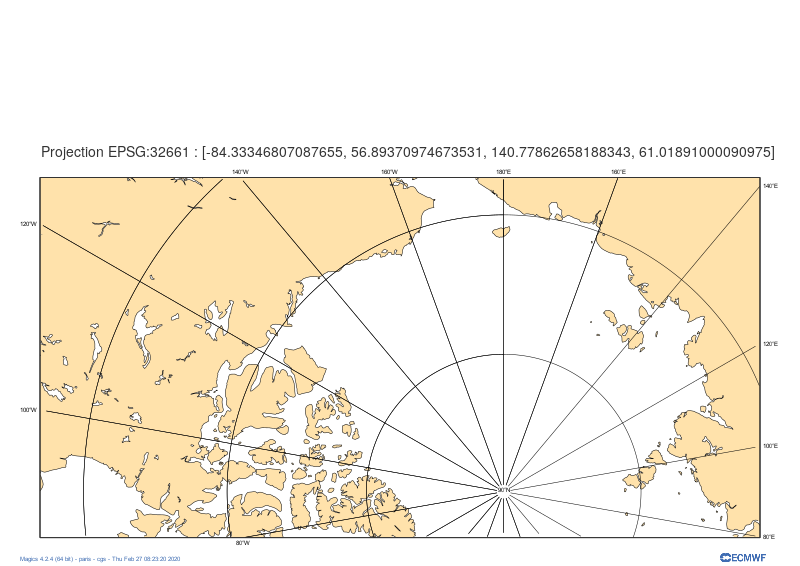 Projection EPSG:32661 : [-84.33346807087655, 56.89370974673531, 140.77862658188343, 61.01891000090975]
140°W 160°W 180°E 160°E
140°E
120°W
120°E
100°W
100°E
90°N
80°W
80°E
Magics 4.2.4 (64 bit) - paris - cgs - Thu Feb 27 08:23:20 2020
ECMWF